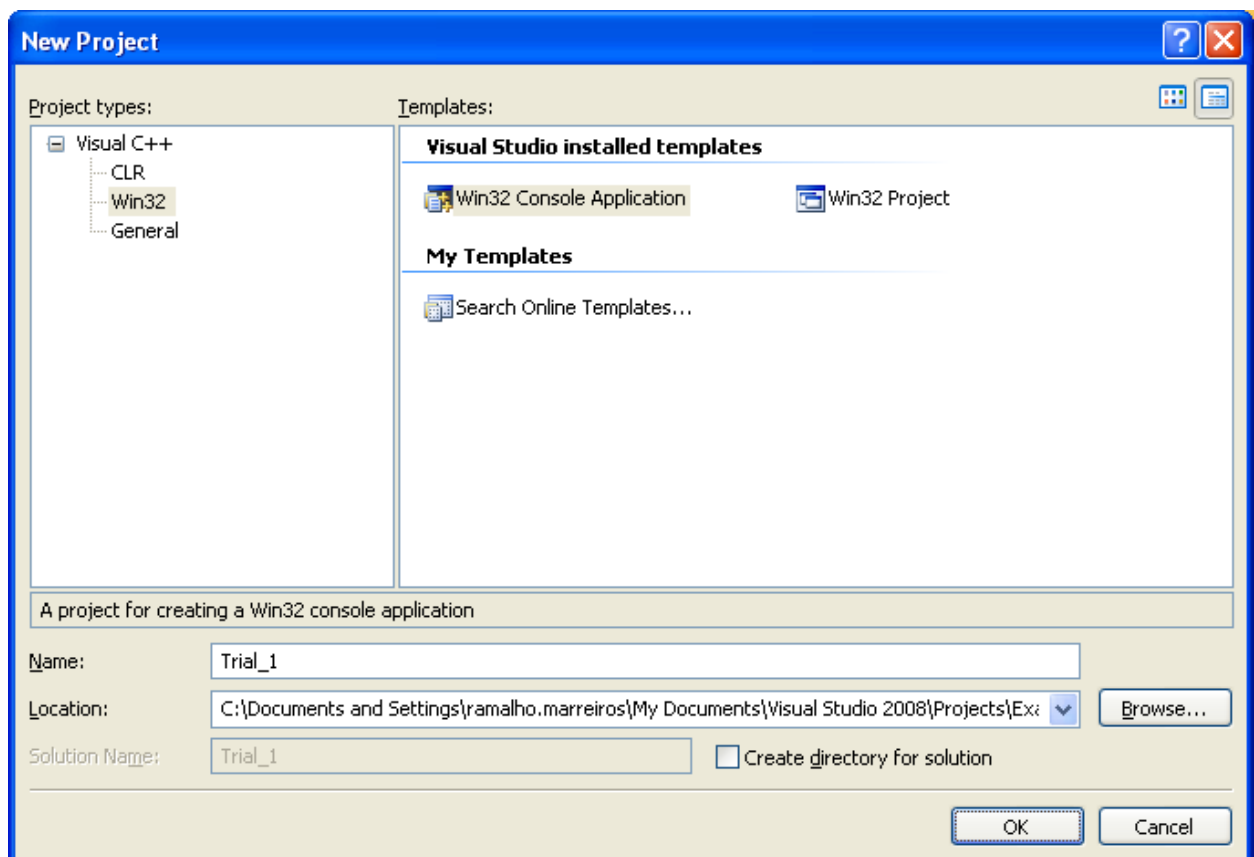 New Project
Project types:
Templates:
Visual C++
CLR
Win32
General
Visual Studio installed templates
Win32 Console Application
Win32 Project
My Templates
Search Online Templates...
A project for creating a Win32 console application
Name:
Trial_1
Location:
C:\Documents and Settings\ramalho.marreiros\My Documents\Visual Studio 2008\Projects\Exa
Browse...
Solution Name:
Trial_1
Create directory for solution
OK
Cancel